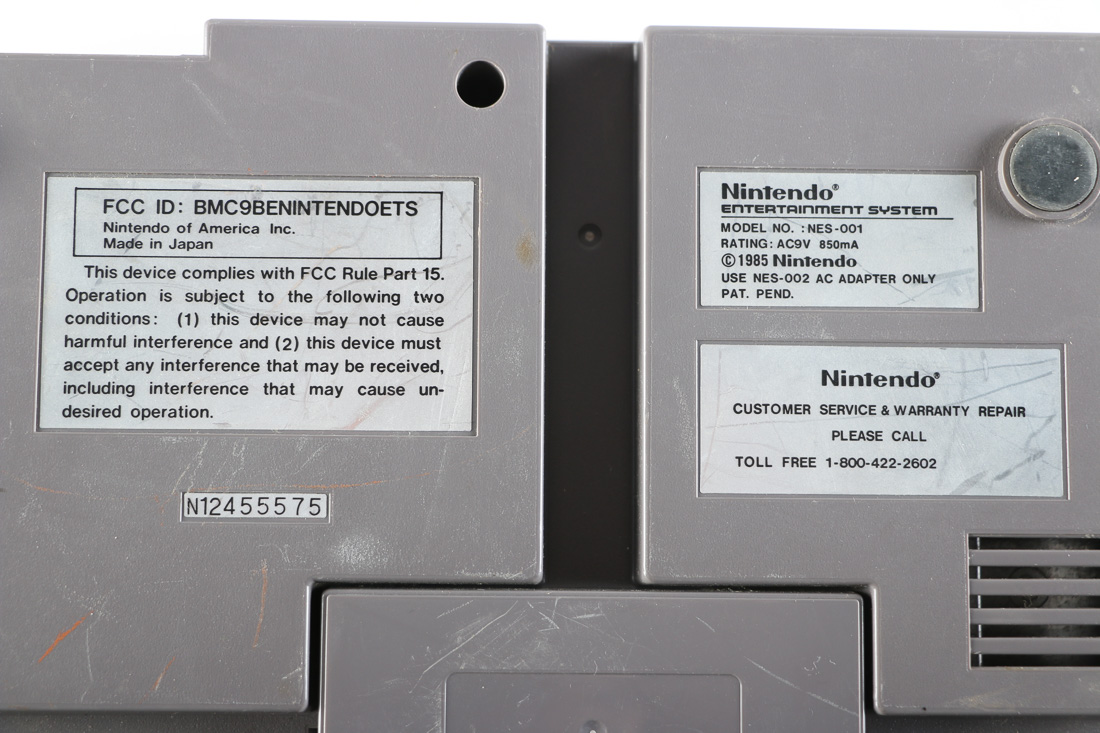 FCC ID: BMC9BENINTENDOETS
Nintendo of America Inc.
Made in Japan
This device complies with FCC Rule Part 15.
Operation is subject to the following two
conditions: (1) this device may not cause
harmful interference and (2) this device must
accept any interference that may be received,
including interference that may cause un-
desired operation.
N12455575
Nintendo®
ENTERTAINMENT SYSTEM
MODEL NO. :NES-001
RATING: AC9V 850mA
©1985 Nintendo
USE NES-002 AC ADAPTER ONLY
PAT. PEND.
Nintendo®
CUSTOMER SERVICE & WARRANTY REPAIR
PLEASE CALL
TOLL FREE 1-800-422-2602